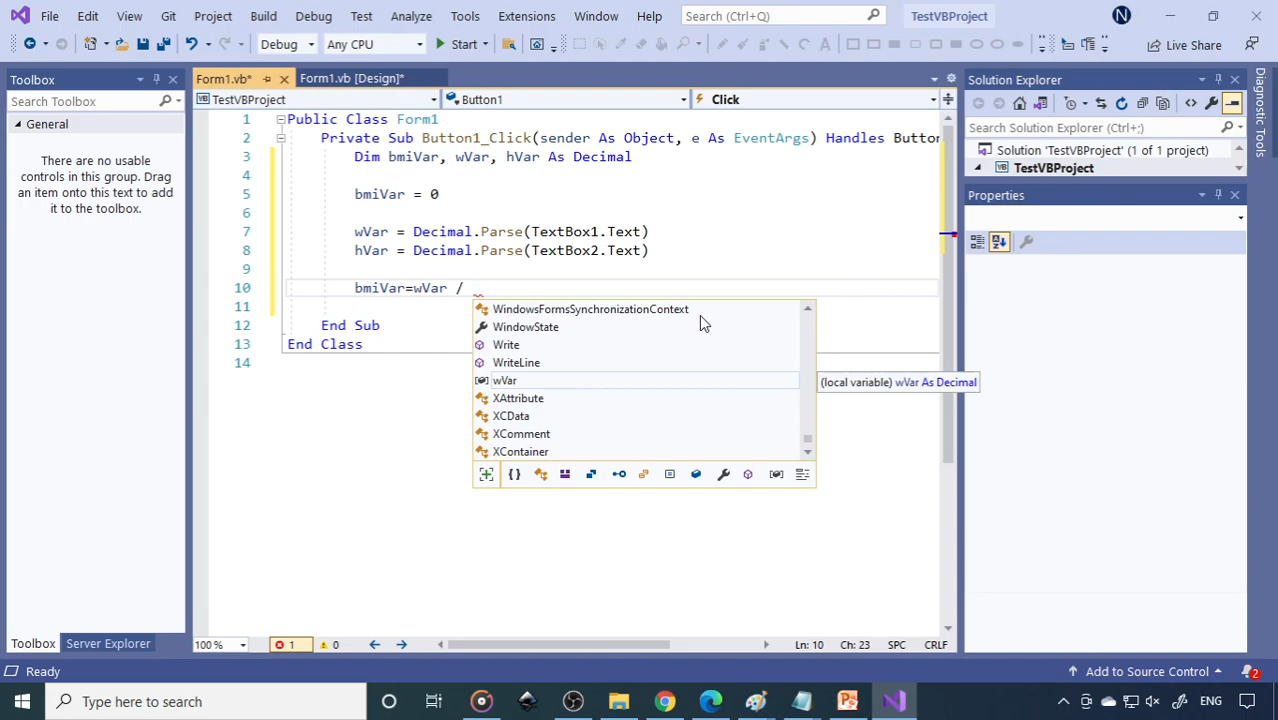 File Edit View Git Project Build Debug Test Analyze Tools Extensions Window Help Search (Ctrl+Q) TestVBProject N
Debug Any CPU Start Live Share
Toolbox
Search Toolbox
General
There are no usable
controls in this group. Drag
an item onto this text to add
it to the toolbox.
Toolbox Server Explorer
Form1.vb* Form1.vb [Design]*
TestVBProject Button1 Click
1 Public Class Form1
2 Private Sub Button1_Click(sender As Object, e As EventArgs) Handles Button
3 Dim bmiVar, wVar, hVar As Decimal
4
5 bmiVar = 0
6
7 wVar = Decimal.Parse(TextBox1.Text)
8 hVar = Decimal.Parse(TextBox2.Text)
9
10 bmiVar=wVar /
11
12 End Sub
13 End Class
14
WindowsFormsSynchronizationContext
WindowState
Write
WriteLine
wVar
XAttribute
XCData
XComment
XContainer
(local variable) wVar As Decimal
100 % 1 0 Ln: 10 Ch: 23 SPC CRLF
Solution Explorer
Search Solution Explorer (Ctrl+;)
Solution 'TestVBProject' (1 of 1 project)
TestVBProject
Properties
Diagnostic Tools
Ready Add to Source Control 2
Type here to search ENG